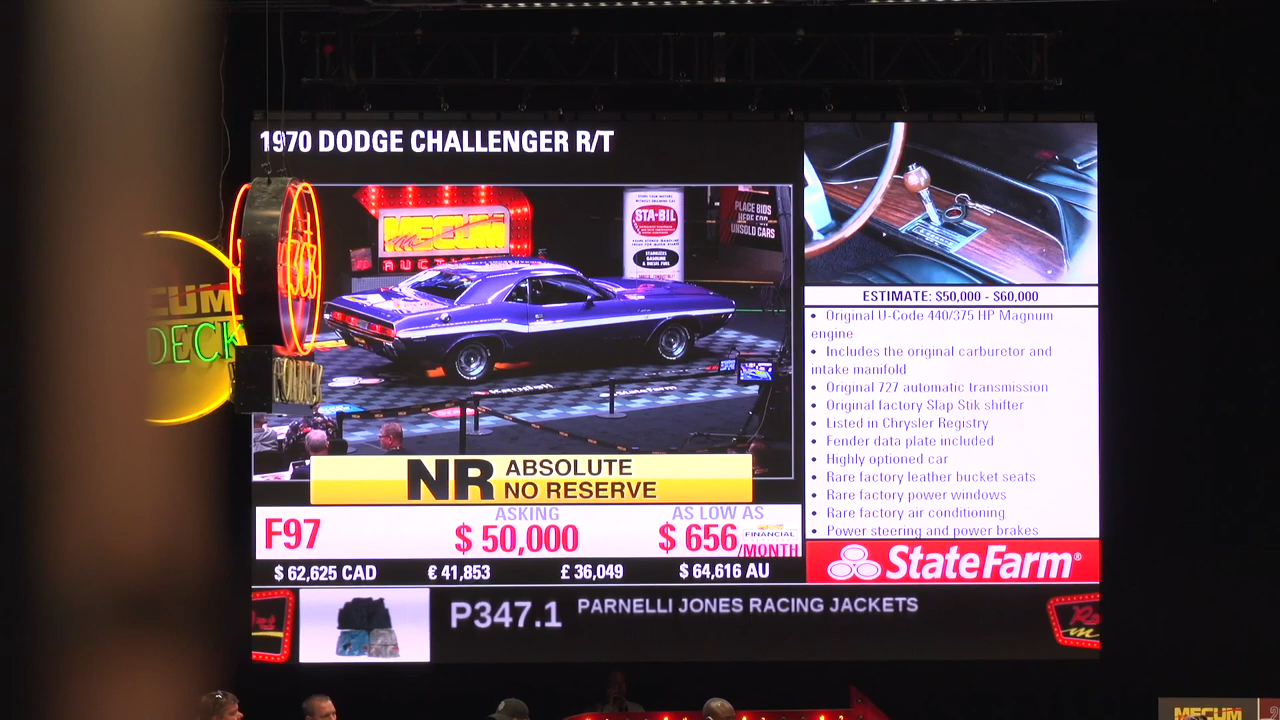 1970 DODGE CHALLENGER R/T
MECUM
AUCTI
STA-BIL
PLACE BIDS
HERE FOR
UNSOLD CARS
ESTIMATE: $50,000 - $60,000
• Original U-Code 440/375 HP Magnum
engine
• Includes the original carburetor and
intake manifold
• Original 727 automatic transmission
• Original factory Slap Stik shifter
• Listed in Chrysler Registry
• Fender data plate included
• Highly optioned car
• Rare factory leather bucket seats
• Rare factory power windows
• Rare factory air conditioning
• Power steering and power brakes
ECUM
DECK
StateFarm
NR ABSOLUTE
NO RESERVE
F97
ASKING
$ 50,000
AS LOW AS
$ 656 /MONTH
FINANCIAL
$ 62,625 CAD € 41,853 £ 36,049 $ 64,616 AU
StateFarm®
P347.1 PARNELLI JONES RACING JACKETS
MECUM